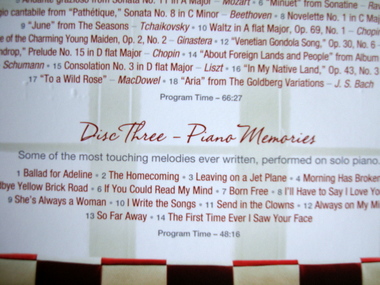 Andante grazioso from Sonata No. 11 in A Major – Mozart • 6 "Minuet" from Sonatine – Rav
gio cantabile from "Pathétique," Sonata No. 8 in C Minor – Beethoven • 8 Novelette No. 1 in C Ma
9 "June" from The Seasons – Tchaikovsky • 10 Waltz in A flat Major, Op. 69, No. 1 – Chopi
e of the Charming Young Maiden, Op. 2, No. 2 – Ginastera • 12 "Venetian Gondola Song," Op. 30, No. 6
ndrop," Prelude No. 15 in D flat Major – Chopin • 14 "About Foreign Lands and People" from Album
Schumann • 15 Consolation No. 3 in D flat Major – Liszt • 16 "In My Native Land," Op. 43, No. 3
17 "To a Wild Rose" – MacDowel • 18 "Aria" from The Goldberg Variations – J. S. Bach
Program Time – 66:27
Disc Three – Piano Memories
Some of the most touching melodies ever written, performed on solo piano.
1 Ballad for Adeline • 2 The Homecoming • 3 Leaving on a Jet Plane • 4 Morning Has Broken
dbye Yellow Brick Road • 6 If You Could Read My Mind • 7 Born Free • 8 I'll Have to Say I Love Yo
9 She's Always a Woman • 10 I Write the Songs • 11 Send in the Clowns • 12 Always on My Mi
13 So Far Away • 14 The First Time Ever I Saw Your Face
Program Time – 48:16